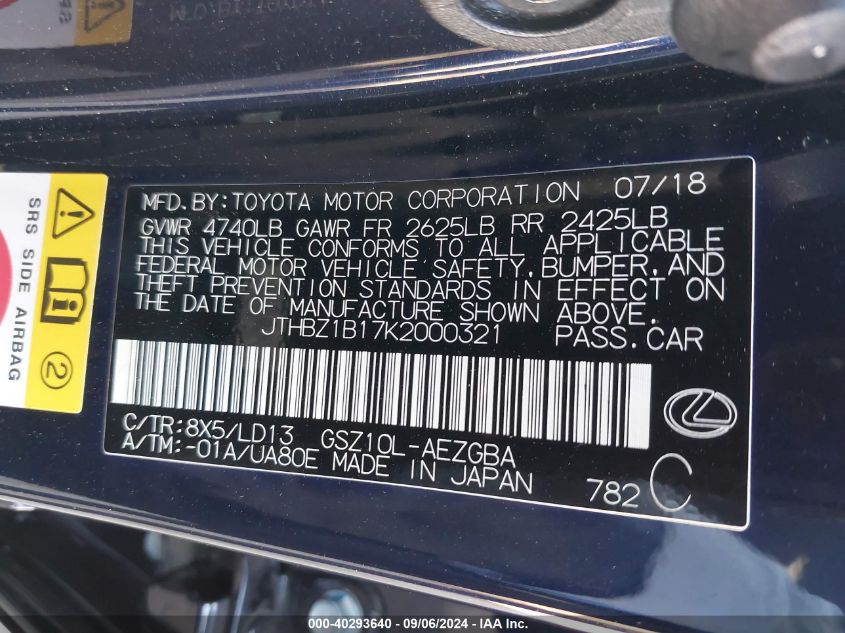 MFD. BY: TOYOTA MOTOR CORPORATION 07/18
GVWR 4740LB GAWR FR 2625LB RR 2425LB
THIS VEHICLE CONFORMS TO ALL APPLICABLE
FEDERAL MOTOR VEHICLE SAFETY, BUMPER, AND
THEFT PREVENTION STANDARDS IN EFFECT ON
THE DATE OF MANUFACTURE SHOWN ABOVE.
JTHBZ1B17K2000321 PASS. CAR
C/TR: 8X5/LD13 GSZ10L-AEZGBA
A/TM: -01A/UA80E MADE IN JAPAN
782 C
SRS SIDE AIRBAG
2
000-40293640 - 09/06/2024 - IAA Inc.